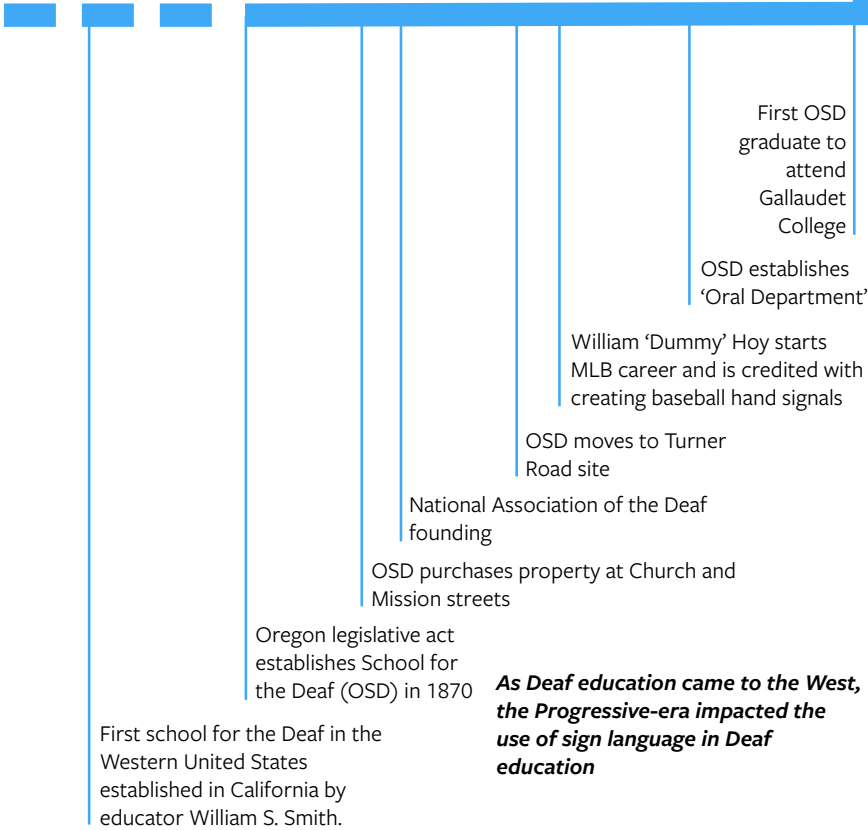 First OSD
graduate to
attend
Gallaudet
College
OSD establishes
‘Oral Department’
William ‘Dummy’ Hoy starts
MLB career and is credited with
creating baseball hand signals
OSD moves to Turner
Road site
National Association of the Deaf
founding
OSD purchases property at Church and
Mission streets
Oregon legislative act
establishes School for
the Deaf (OSD) in 1870
As Deaf education came to the West,
the Progressive-era impacted the
use of sign language in Deaf
education
First school for the Deaf in the
Western United States
established in California by
educator William S. Smith.